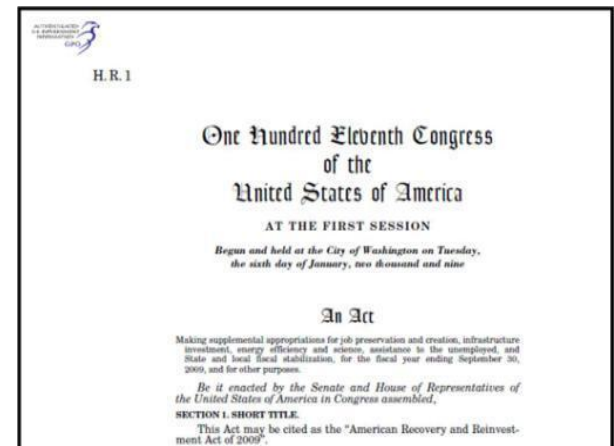 AUTHENTICATED
U.S. GOVERNMENT
INFORMATION
GPO
H. R. 1
One Hundred Eleventh Congress
of the
United States of America
AT THE FIRST SESSION
Begun and held at the City of Washington on Tuesday,
the sixth day of January, two thousand and nine
An Act
Making supplemental appropriations for job preservation and creation, infrastructure
investment, energy efficiency and science, assistance to the unemployed, and
State and local fiscal stabilization, for the fiscal year ending September 30,
2009, and for other purposes.
Be it enacted by the Senate and House of Representatives of
the United States of America in Congress assembled,
SECTION 1. SHORT TITLE.
This Act may be cited as the "American Recovery and Reinvest-
ment Act of 2009".